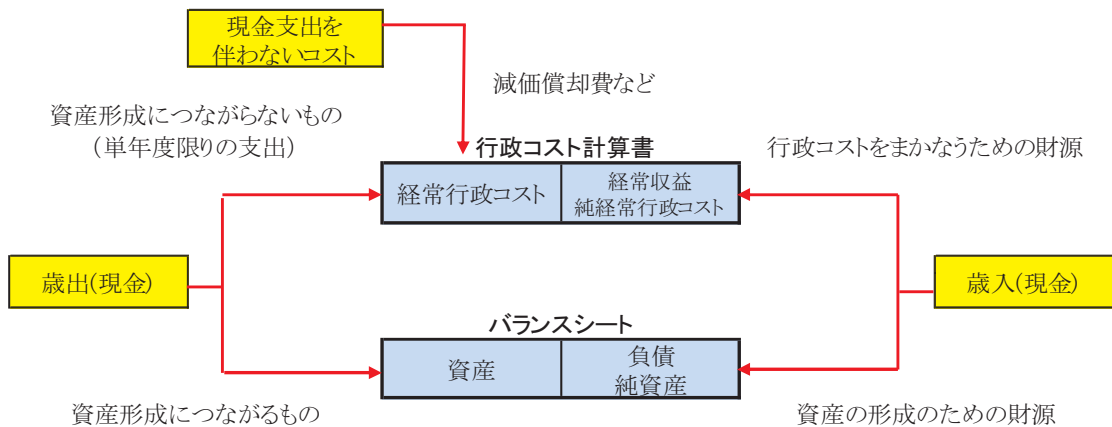 現金支出を
伴わないコスト
減価償却費など
資産形成につながらないもの
（単年度限りの支出）
行政コスト計算書
行政コストをまかなうための財源
経常行政コスト
経常収益
純経常行政コスト
歳出(現金)
歳入(現金)
バランスシート
資産
負債
純資産
資産形成につながるもの
資産の形成のための財源